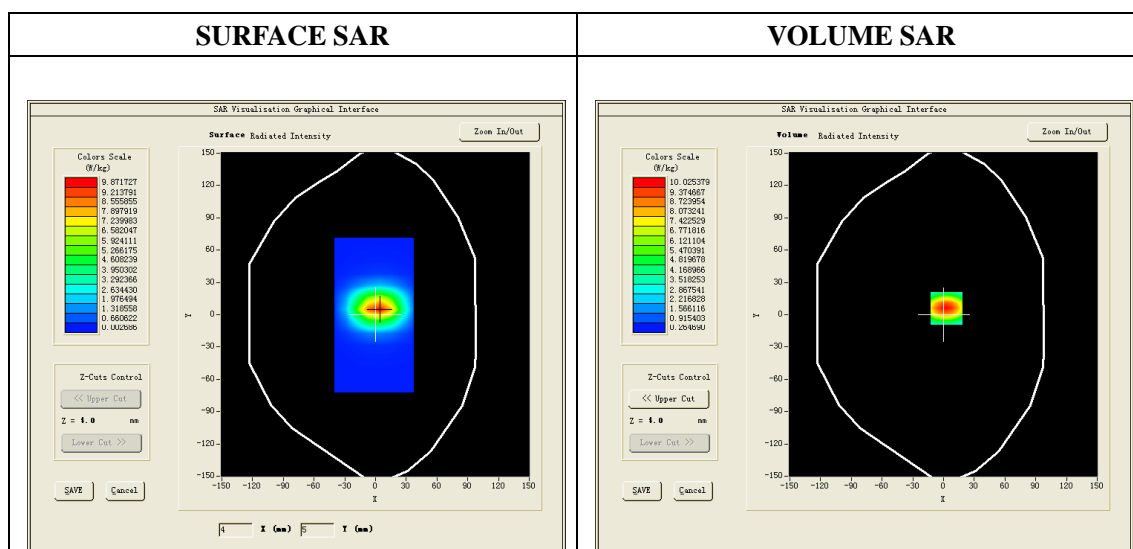 SURFACE SAR
VOLUME SAR
SAR Visualisation Graphical Interface
Surface Radiated Intensity
Zoom In/Out
Colors Scale
(W/kg)
9.871727
9.213791
8.555855
7.897919
7.239983
6.582047
5.924111
5.266175
4.608239
3.950302
3.292366
2.634430
1.976494
1.318558
0.660622
0.002686
Z-Cuts Control
<< Upper Cut
Z = 4.0 mm
Lower Cut >>
SAVE Cancel
150
120
90
60
30
0
-30
-60
-90
-120
-150
Y
-150 -120 -90 -60 -30 0 30 60 90 120 150
X
4 X (mm) 5 Y (mm)
SAR Visualisation Graphical Interface
Volume Radiated Intensity
Zoom In/Out
Colors Scale
(W/kg)
10.025379
9.374667
8.723954
8.073241
7.422529
6.771816
6.121104
5.470391
4.819678
4.168966
3.518253
2.867541
2.216828
1.566116
0.915403
0.264690
Z-Cuts Control
<< Upper Cut
Z = 4.0 mm
Lower Cut >>
SAVE Cancel
150
120
90
60
30
0
-30
-60
-90
-120
-150
Y
-150 -120 -90 -60 -30 0 30 60 90 120 150
X